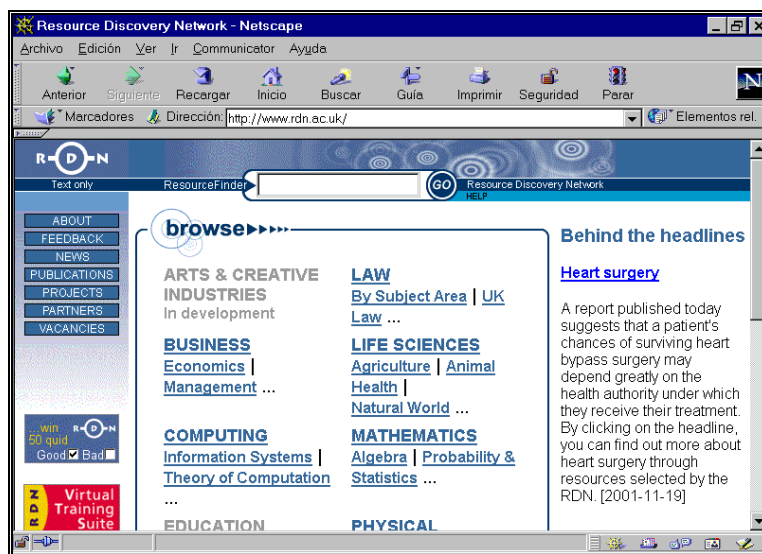 Resource Discovery Network - Netscape
Archivo Edición Ver Ir Communicator Ayuda
Anterior Siguiente Recargar Inicio Buscar Guía Imprimir Seguridad Parar N
Marcadores Dirección: http://www.rdn.ac.uk/ Elementos rel.
R D N
Text only ResourceFinder GO Resource Discovery Network
HELP
ABOUT
FEEDBACK
NEWS
PUBLICATIONS
PROJECTS
PARTNERS
VACANCIES
...win R D N
50 quid
Good Bad
RDN Virtual
Training
Suite
browse
ARTS & CREATIVE
INDUSTRIES
In development
LAW
By Subject Area | UK
Law ...
BUSINESS
Economics |
Management ...
LIFE SCIENCES
Agriculture | Animal
Health |
Natural World ...
COMPUTING
Information Systems |
Theory of Computation
...
MATHEMATICS
Algebra | Probability &
Statistics ...
EDUCATION
PHYSICAL
Behind the headlines
Heart surgery
A report published today
suggests that a patient's
chances of surviving heart
bypass surgery may
depend greatly on the
health authority under which
they receive their treatment.
By clicking on the headline,
you can find out more about
heart surgery through
resources selected by the
RDN. [2001-11-19]